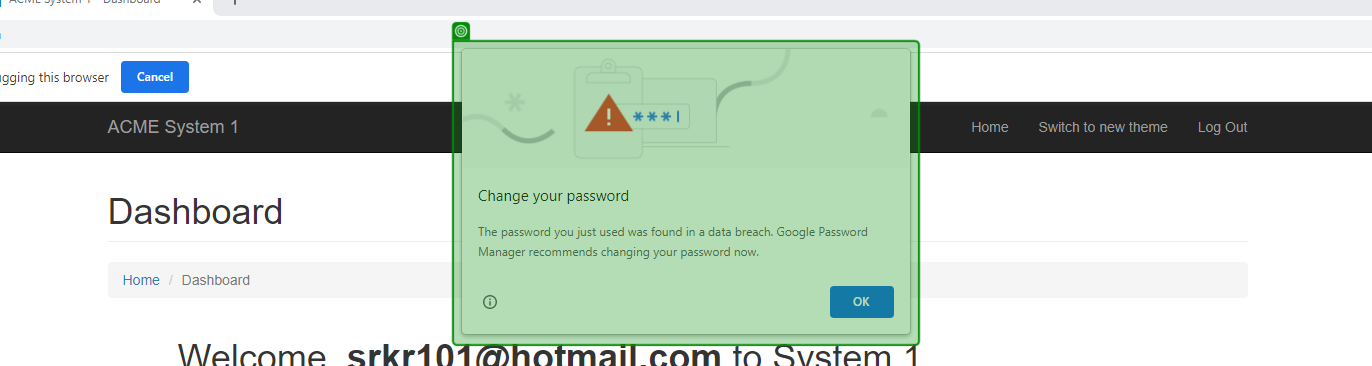 ACME System 1 - Dashboard
gging this browser
Cancel
ACME System 1
Home
Switch to new theme
Log Out
Dashboard
Home / Dashboard
***|
Change your password
The password you just used was found in a data breach. Google Password
Manager recommends changing your password now.
OK
Welcome srkr101@hotmail.com to System 1